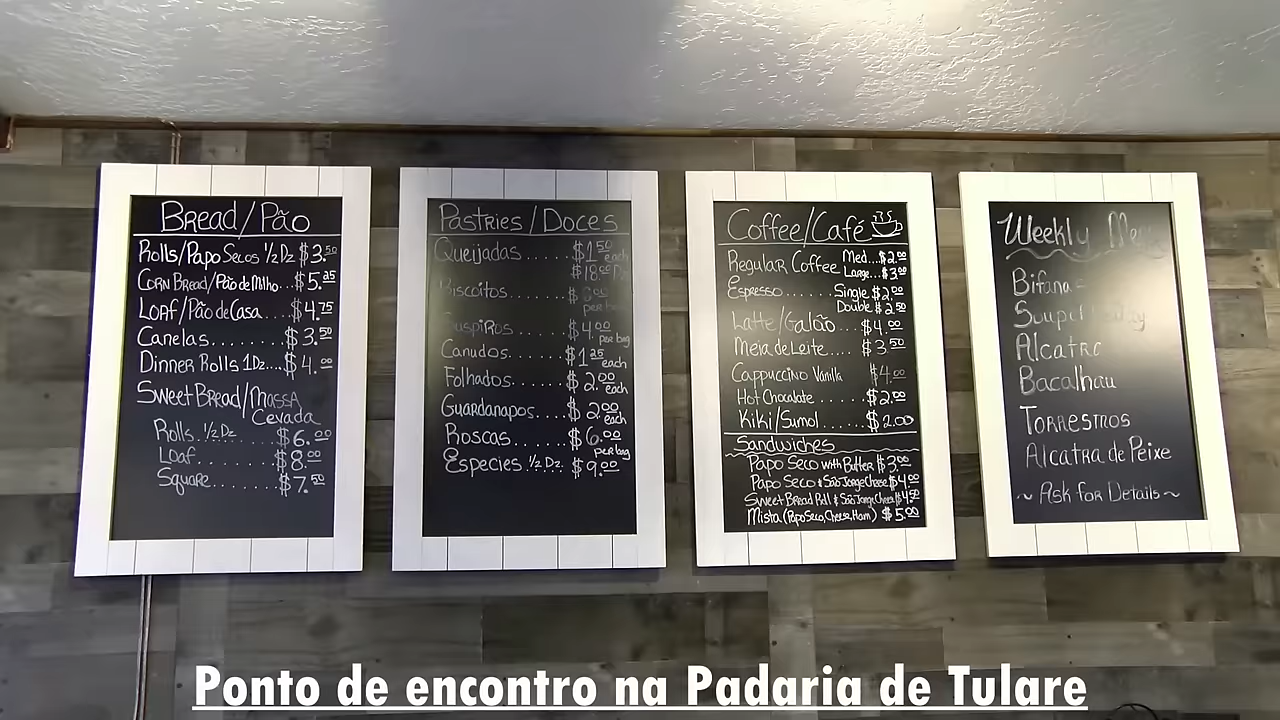 Bread/Pão
Rolls/Papo Secos ½ Dz $3.50
Corn Bread/Pão de Milho...$5.25
Loaf/Pão de Casa....$4.75
Canelas........$3.50
Dinner Rolls 1Dz....$4.00
Sweet Bread/Massa
Cevada
Rolls ½ Dz......$6.00
Loaf........$8.00
Square.......$7.50
Pastries/Doces
Queijadas.....$1.50 each
$18.00
Biscoitos......$
per bag
Suspiros.....$4.00
per bag
Canudos......$1.25
each
Folhados......$2.00
each
Guardanapos....$2.00
each
Roscas......$6.00
per bag
Especies ½ Dz. $9.00
Coffee/Café
Regular Coffee Med...$2.00
Large...$3.00
Espresso.......Single $2.00
Double $2.50
Latte/Galão...$4.00
Meia de Leite....$3.50
Cappuccino Vanilla $4.00
Hot Chocolate......$2.00
Kiki/Sumol.......$2.00
Sandwiches
Papo Seco with Butter $3.00
Papo Seco & São Jorge Cheese $4.00
Sweet Bread Roll & São Jorge Cheese $4.50
Mista (Papo Seco, Cheese, Ham) $5.00
Weekly
Bifana
Alcatra
Bacalhau
Torresmos
Alcatra de Peixe
~ Ask for Details ~
Ponto de encontro na Padaria de Tulare